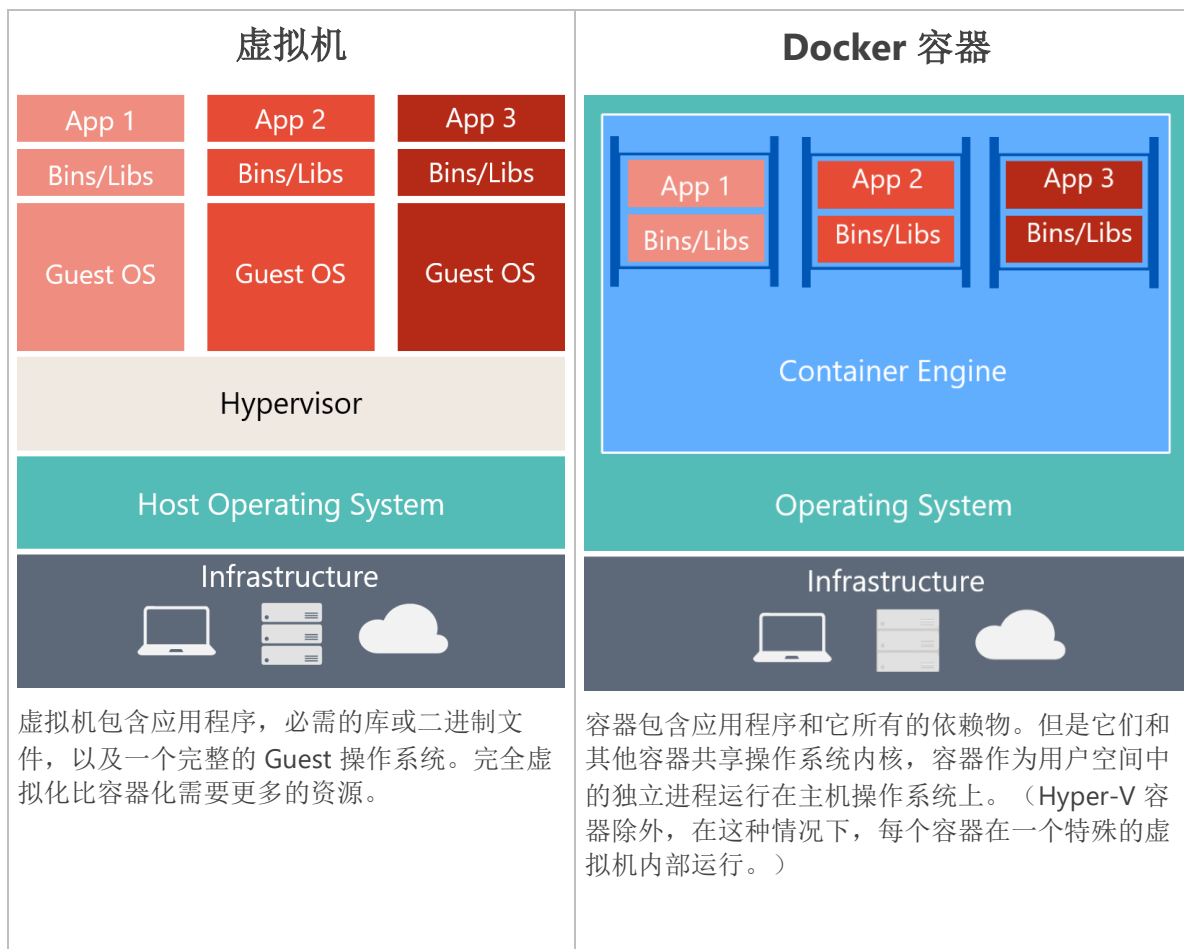 虚拟机
App 1
App 2
App 3
Bins/Libs
Bins/Libs
Bins/Libs
Guest OS
Guest OS
Guest OS
Hypervisor
Host Operating System
Infrastructure
虚拟机包含应用程序，必需的库或二进制文
件，以及一个完整的 Guest 操作系统。完全虚
拟化比容器化需要更多的资源。
Docker 容器
App 1
App 2
App 3
Bins/Libs
Bins/Libs
Bins/Libs
Container Engine
Operating System
Infrastructure
容器包含应用程序和它所有的依赖物。但是它们和
其他容器共享操作系统内核，容器作为用户空间中
的独立进程运行在主机操作系统上。（Hyper-V 容
器除外，在这种情况下，每个容器在一个特殊的虚
拟机内部运行。）